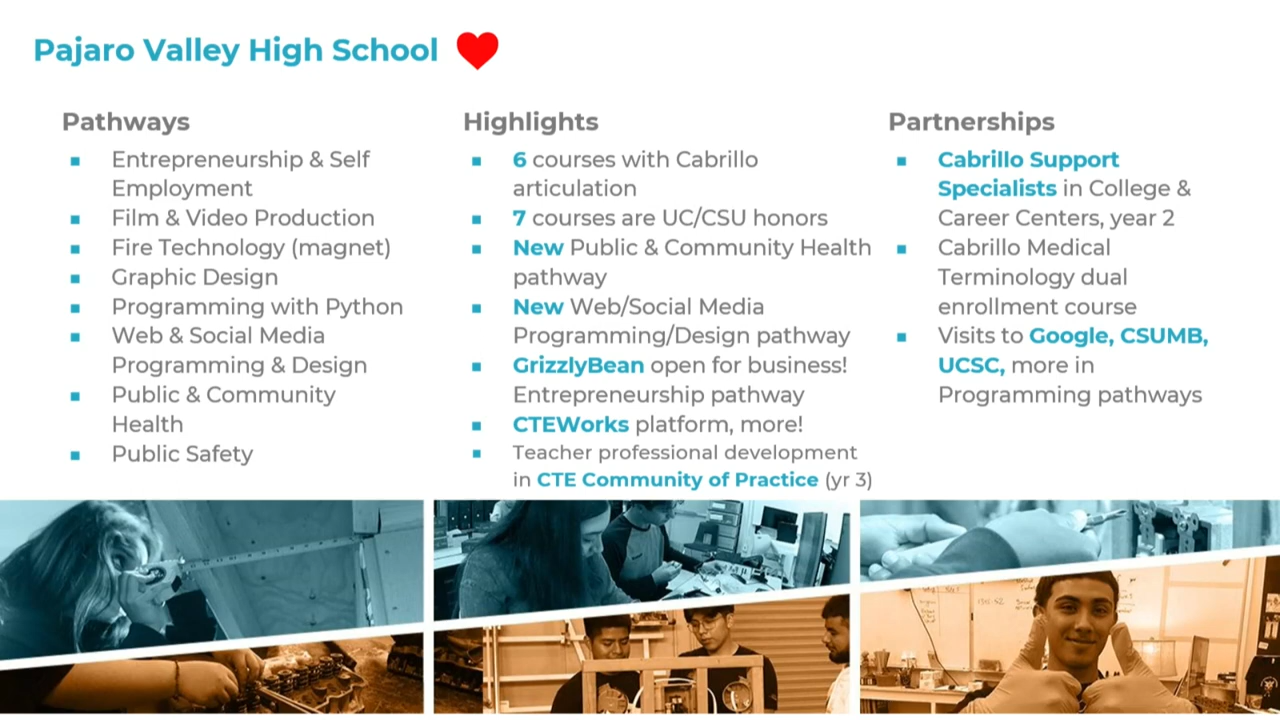 Pajaro Valley High School
Pathways
Entrepreneurship & Self
Employment
Film & Video Production
Fire Technology (magnet)
Graphic Design
Programming with Python
Web & Social Media
Programming & Design
Public & Community
Health
Public Safety
Highlights
6 courses with Cabrillo
articulation
7 courses are UC/CSU honors
New Public & Community Health
pathway
New Web/Social Media
Programming/Design pathway
GrizzlyBean open for business!
Entrepreneurship pathway
CTEWorks platform, more!
Teacher professional development
in CTE Community of Practice (yr 3)
Partnerships
Cabrillo Support
Specialists in College &
Career Centers, year 2
Cabrillo Medical
Terminology dual
enrollment course
Visits to Google, CSUMB,
UCSC, more in
Programming pathways